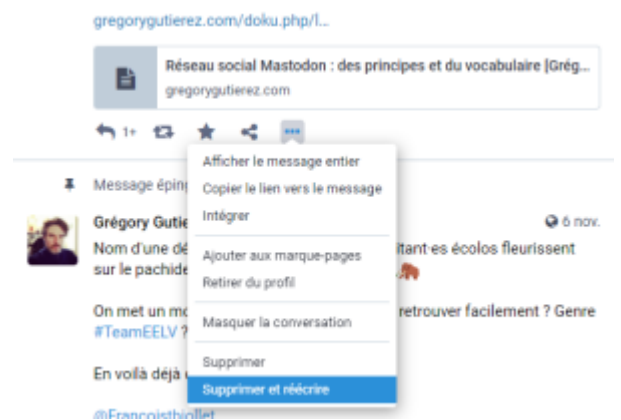 gregorygutierez.com/doku.php/l...
Réseau social Mastodon : des principes et du vocabulaire [Grég...
gregorygutierez.com
1+
Afficher le message entier
Message éping
Copier le lien vers le message
Intégrer
Grégory Gutie
6 nov.
Nom d'une dé
itant·es écolos fleurissent
Ajouter aux marque-pages
sur le pachide
Retirer du profil
On met un mo
retrouver facilement ? Genre
Masquer la conversation
#TeamEELV ?
Supprimer
En voilà déjà
Supprimer et réécrire
@Francoisthiollet